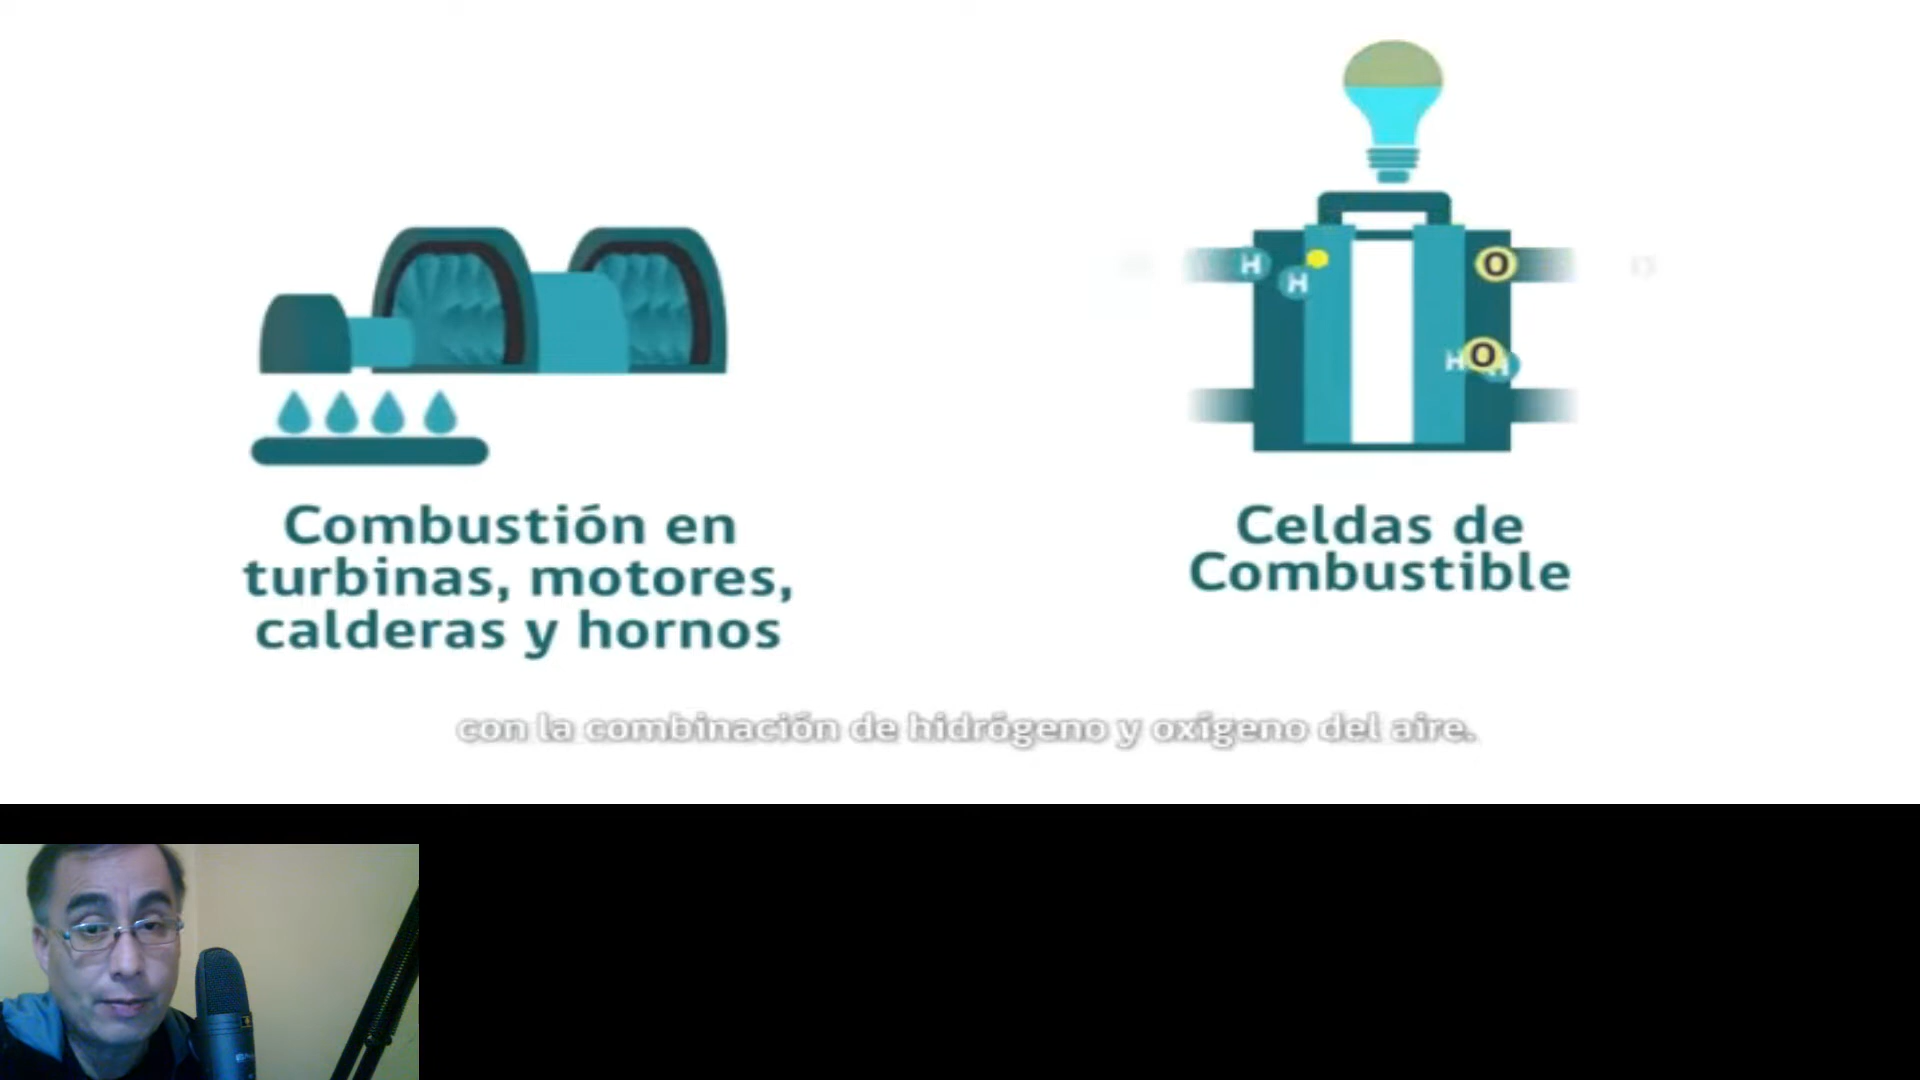 H
H
O
H O H
Combustión en
turbinas, motores,
calderas y hornos
Celdas de
Combustible
con la combinación de hidrógeno y oxígeno del aire.